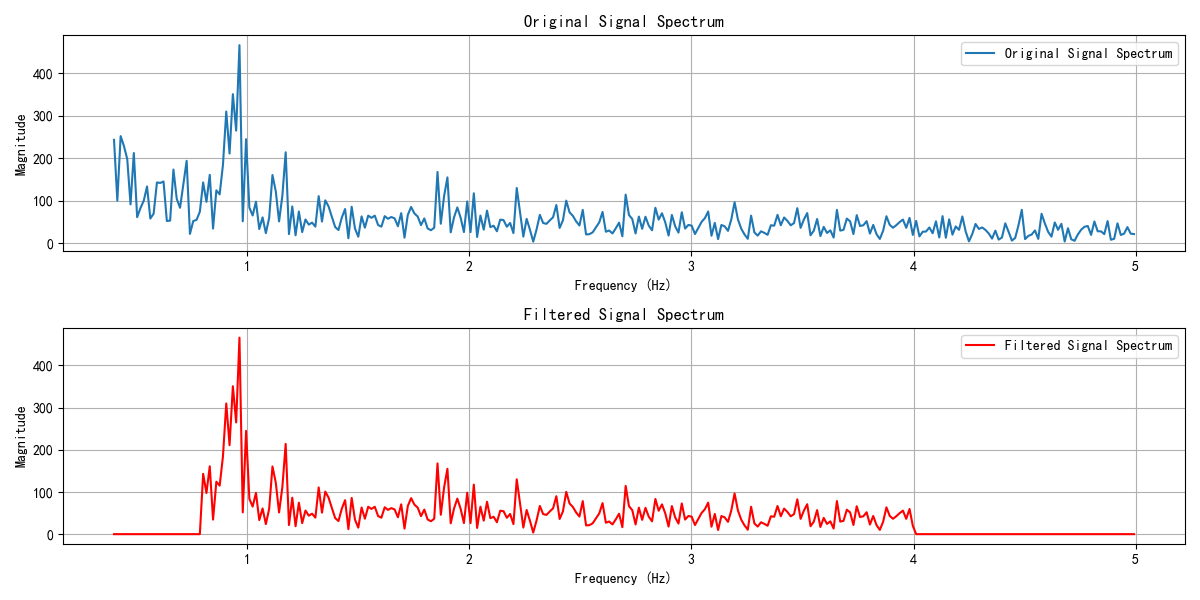 Original Signal Spectrum
Original Signal Spectrum
Magnitude
400
300
200
100
0
1
2
3
4
5
Frequency (Hz)
Filtered Signal Spectrum
Filtered Signal Spectrum
Magnitude
400
300
200
100
0
1
2
3
4
5
Frequency (Hz)